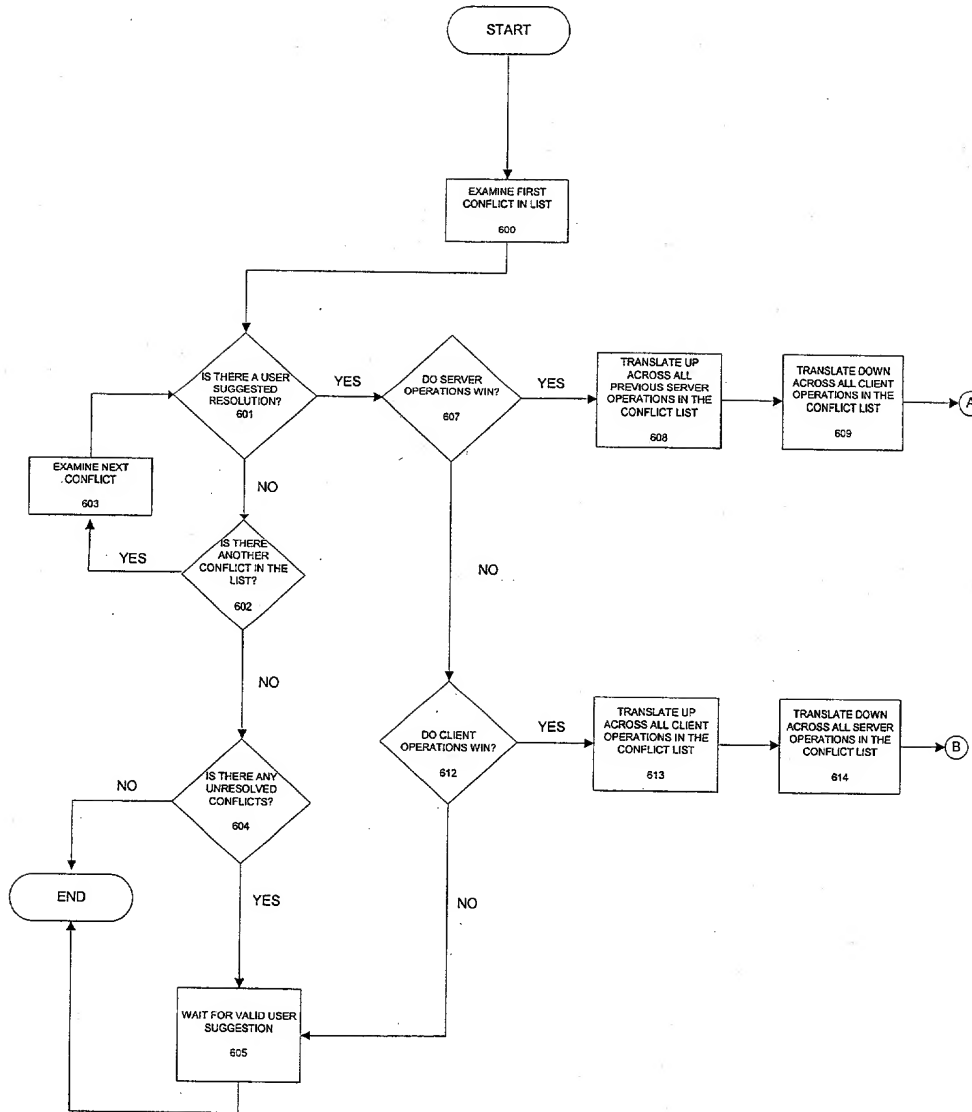 START
EXAMINE FIRST
CONFLICT IN LIST
600
IS THERE A USER
SUGGESTED
RESOLUTION?
601
YES
DO SERVER
OPERATIONS WIN?
607
YES
TRANSLATE UP
ACROSS ALL
PREVIOUS SERVER
OPERATIONS IN THE
CONFLICT LIST
608
TRANSLATE DOWN
ACROSS ALL CLIENT
OPERATIONS IN THE
CONFLICT LIST
609
A
EXAMINE NEXT
CONFLICT
603
NO
YES
IS THERE
ANOTHER
CONFLICT IN THE
LIST?
602
NO
NO
DO CLIENT
OPERATIONS WIN?
612
YES
TRANSLATE UP
ACROSS ALL CLIENT
OPERATIONS IN THE
CONFLICT LIST
613
TRANSLATE DOWN
ACROSS ALL SERVER
OPERATIONS IN THE
CONFLICT LIST
614
B
NO
IS THERE ANY
UNRESOLVED
CONFLICTS?
604
END
YES
NO
WAIT FOR VALID USER
SUGGESTION
605